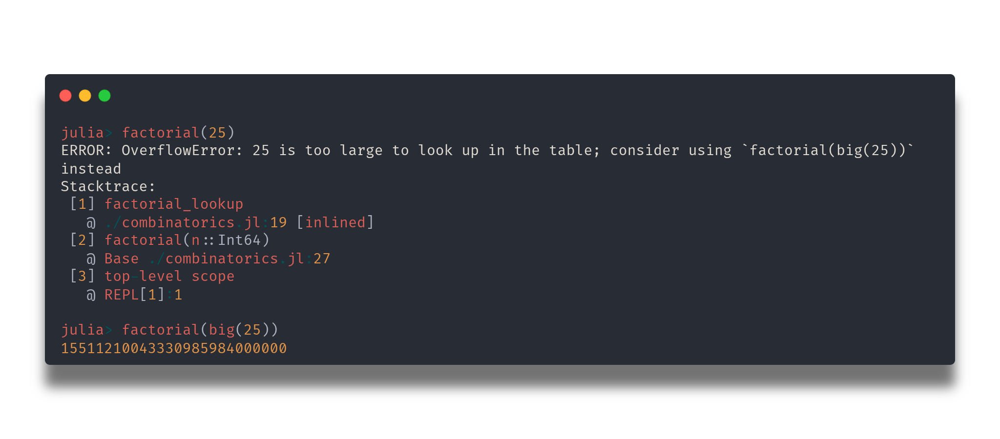 julia> factorial(25)
ERROR: OverflowError: 25 is too large to look up in the table; consider using `factorial(big(25))`
instead
Stacktrace:
 [1] factorial_lookup
   @ ./combinatorics.jl:19 [inlined]
 [2] factorial(n::Int64)
   @ Base ./combinatorics.jl:27
 [3] top-level scope
   @ REPL[1]:1

julia> factorial(big(25))
15511210043330985984000000